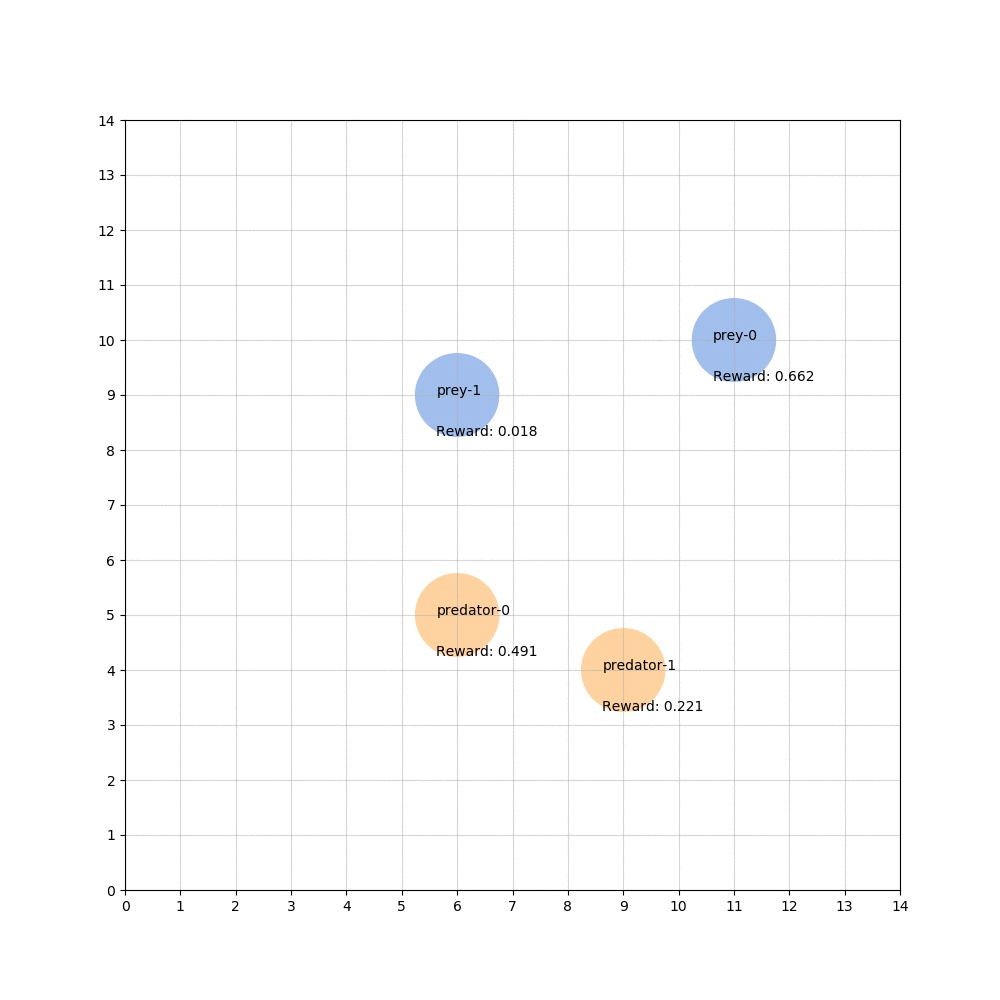 14
13
12
11
10
9
8
7
6
5
4
3
2
1
0
prey-0
Reward: 0.662
prey-1
Reward: 0.018
predator-0
Reward: 0.491
predator-1
Reward: 0.221
0 1 2 3 4 5 6 7 8 9 10 11 12 13 14